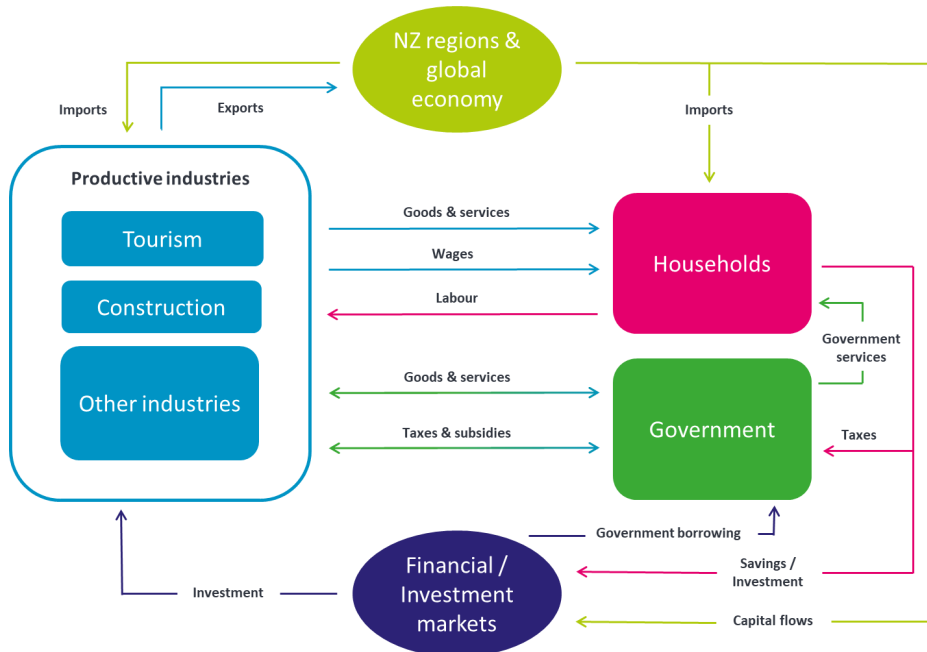 NZ regions &
global
economy
Imports
Exports
Imports
Productive industries
Tourism
Construction
Other industries
Goods & services
Wages
Labour
Households
Government
services
Goods & services
Taxes & subsidies
Government
Taxes
Government borrowing
Financial /
Investment
markets
Investment
Savings /
Investment
Capital flows